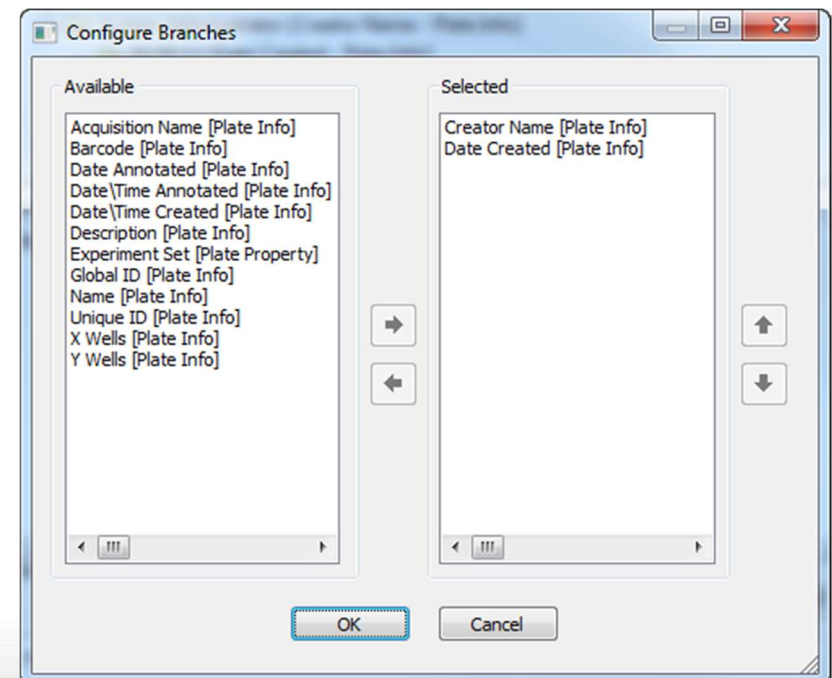 Configure Branches
Available
Acquisition Name [Plate Info]
Barcode [Plate Info]
Date Annotated [Plate Info]
Date\Time Annotated [Plate Info]
Date\Time Created [Plate Info]
Description [Plate Info]
Experiment Set [Plate Property]
Global ID [Plate Info]
Name [Plate Info]
Unique ID [Plate Info]
X Wells [Plate Info]
Y Wells [Plate Info]
Selected
Creator Name [Plate Info]
Date Created [Plate Info]
OK
Cancel